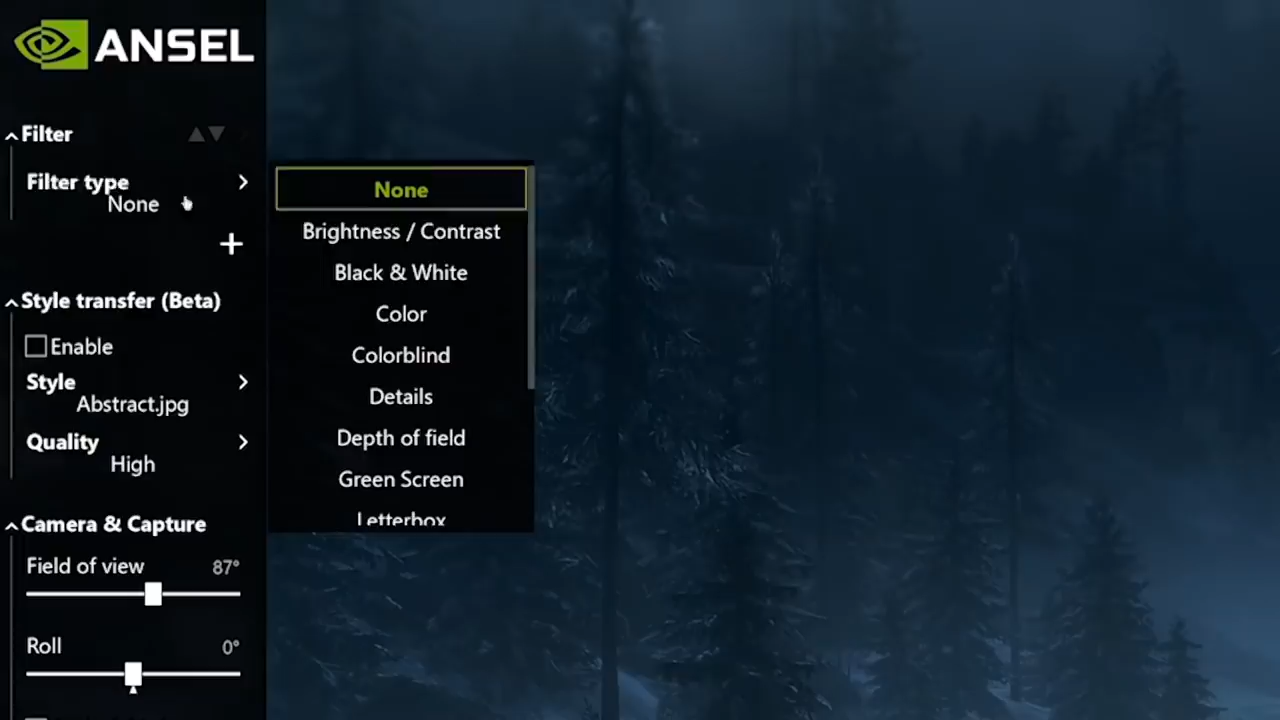 ANSEL
Filter
Filter type
None
Style transfer (Beta)
Enable
Style
Abstract.jpg
Quality
High
Camera & Capture
Field of view 87°
Roll 0°
None
Brightness / Contrast
Black & White
Color
Colorblind
Details
Depth of field
Green Screen
Letterbox